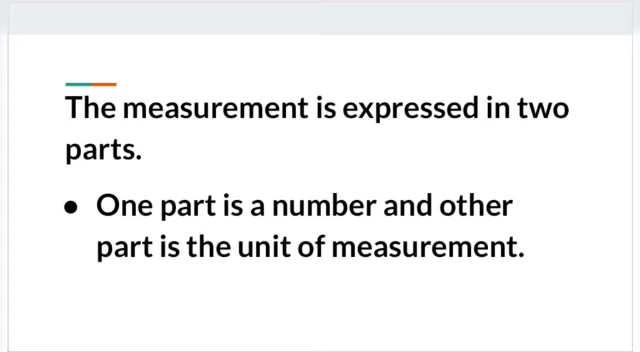 The measurement is expressed in two
parts.
● One part is a number and other
part is the unit of measurement.